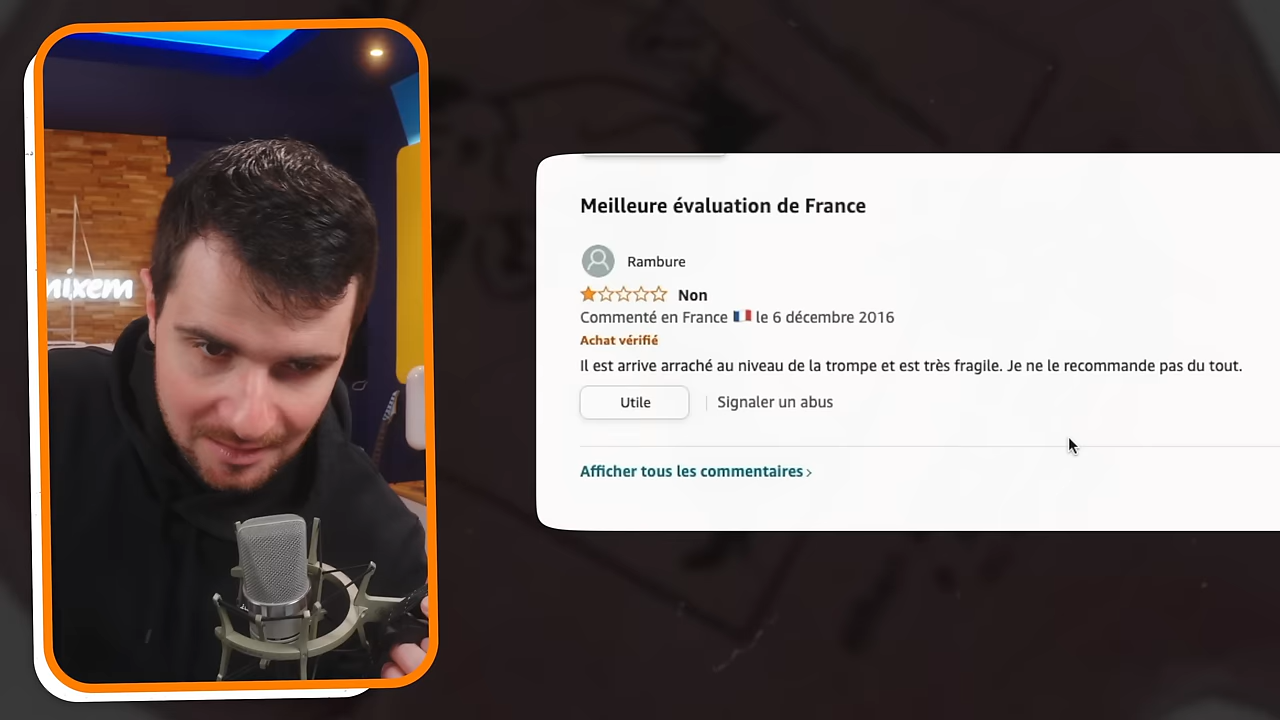 mixem
Meilleure évaluation de France
Rambure
Non
Commenté en France le 6 décembre 2016
Achat vérifié
Il est arrive arraché au niveau de la trompe et est très fragile. Je ne le recommande pas du tout.
Utile
Signaler un abus
Afficher tous les commentaires ›